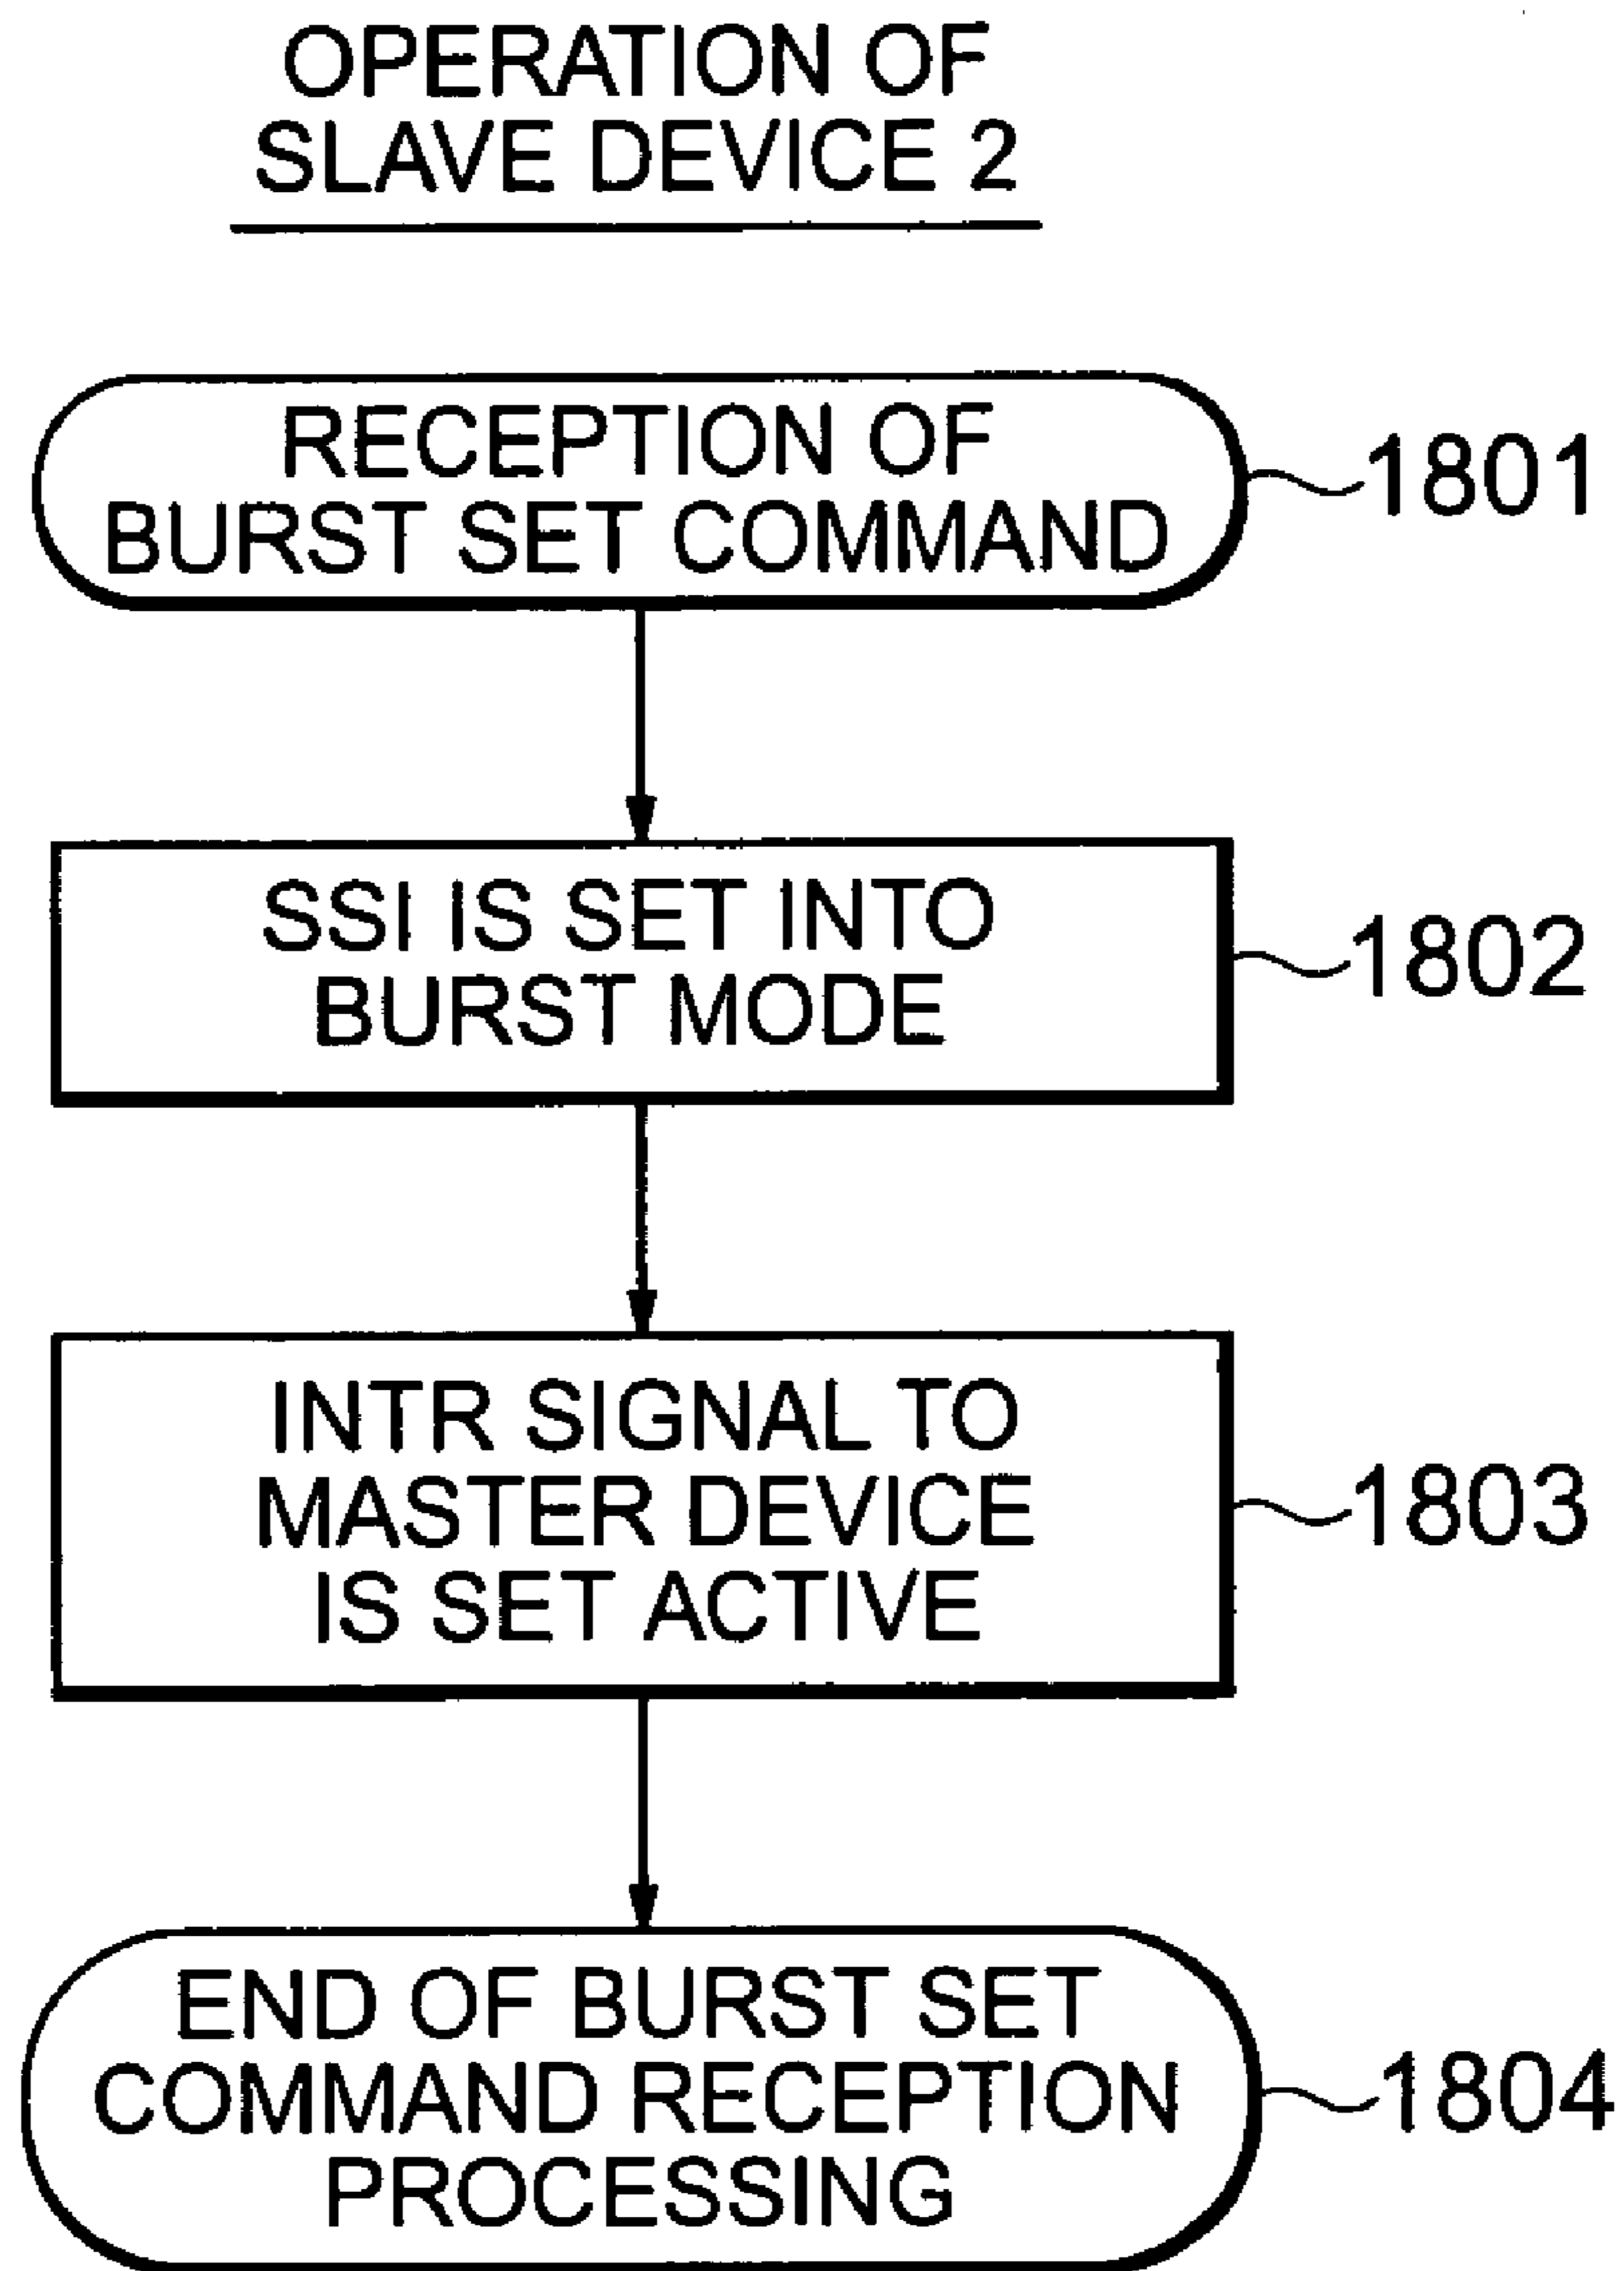 OPERATION OF
SLAVE DEVICE 2
RECEPTION OF
BURST SET COMMAND
1801
SSI IS SET INTO
BURST MODE
1802
INTR SIGNAL TO
MASTER DEVICE
IS SET ACTIVE
1803
END OF BURST SET
COMMAND RECEPTION
PROCESSING
1804